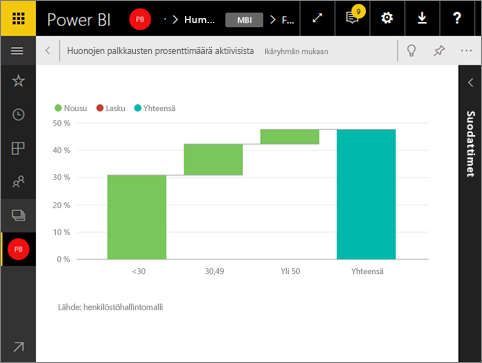 Power BI PB Hum... MBI F... 9 ?
Huonojen palkkausten prosenttimäärä aktiivisista Ikäryhmän mukaan ...
Nousu Lasku Yhteensä
50 %
40 %
30 %
20 %
10 %
0 %
<30 30,49 Yli 50 Yhteensä
Lähde: henkilöstöhallintomalli
Suodattimet
PB